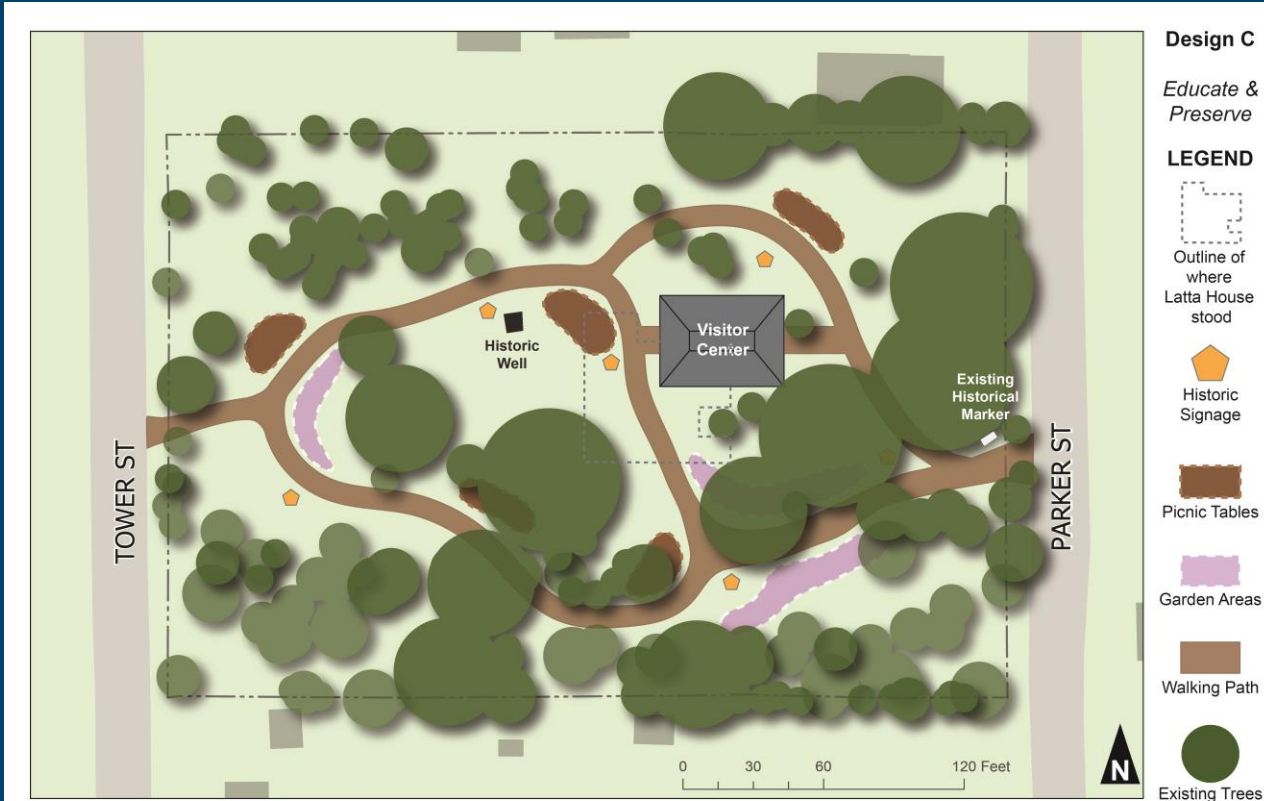 Design C
Educate &
Preserve
LEGEND
Outline of
where
Latta House
stood
Historic
Signage
Picnic Tables
Garden Areas
Walking Path
Existing Trees
TOWER ST
PARKER ST
Historic
Well
Visitor
Center
Existing
Historical
Marker
0 30 60 120 Feet
N